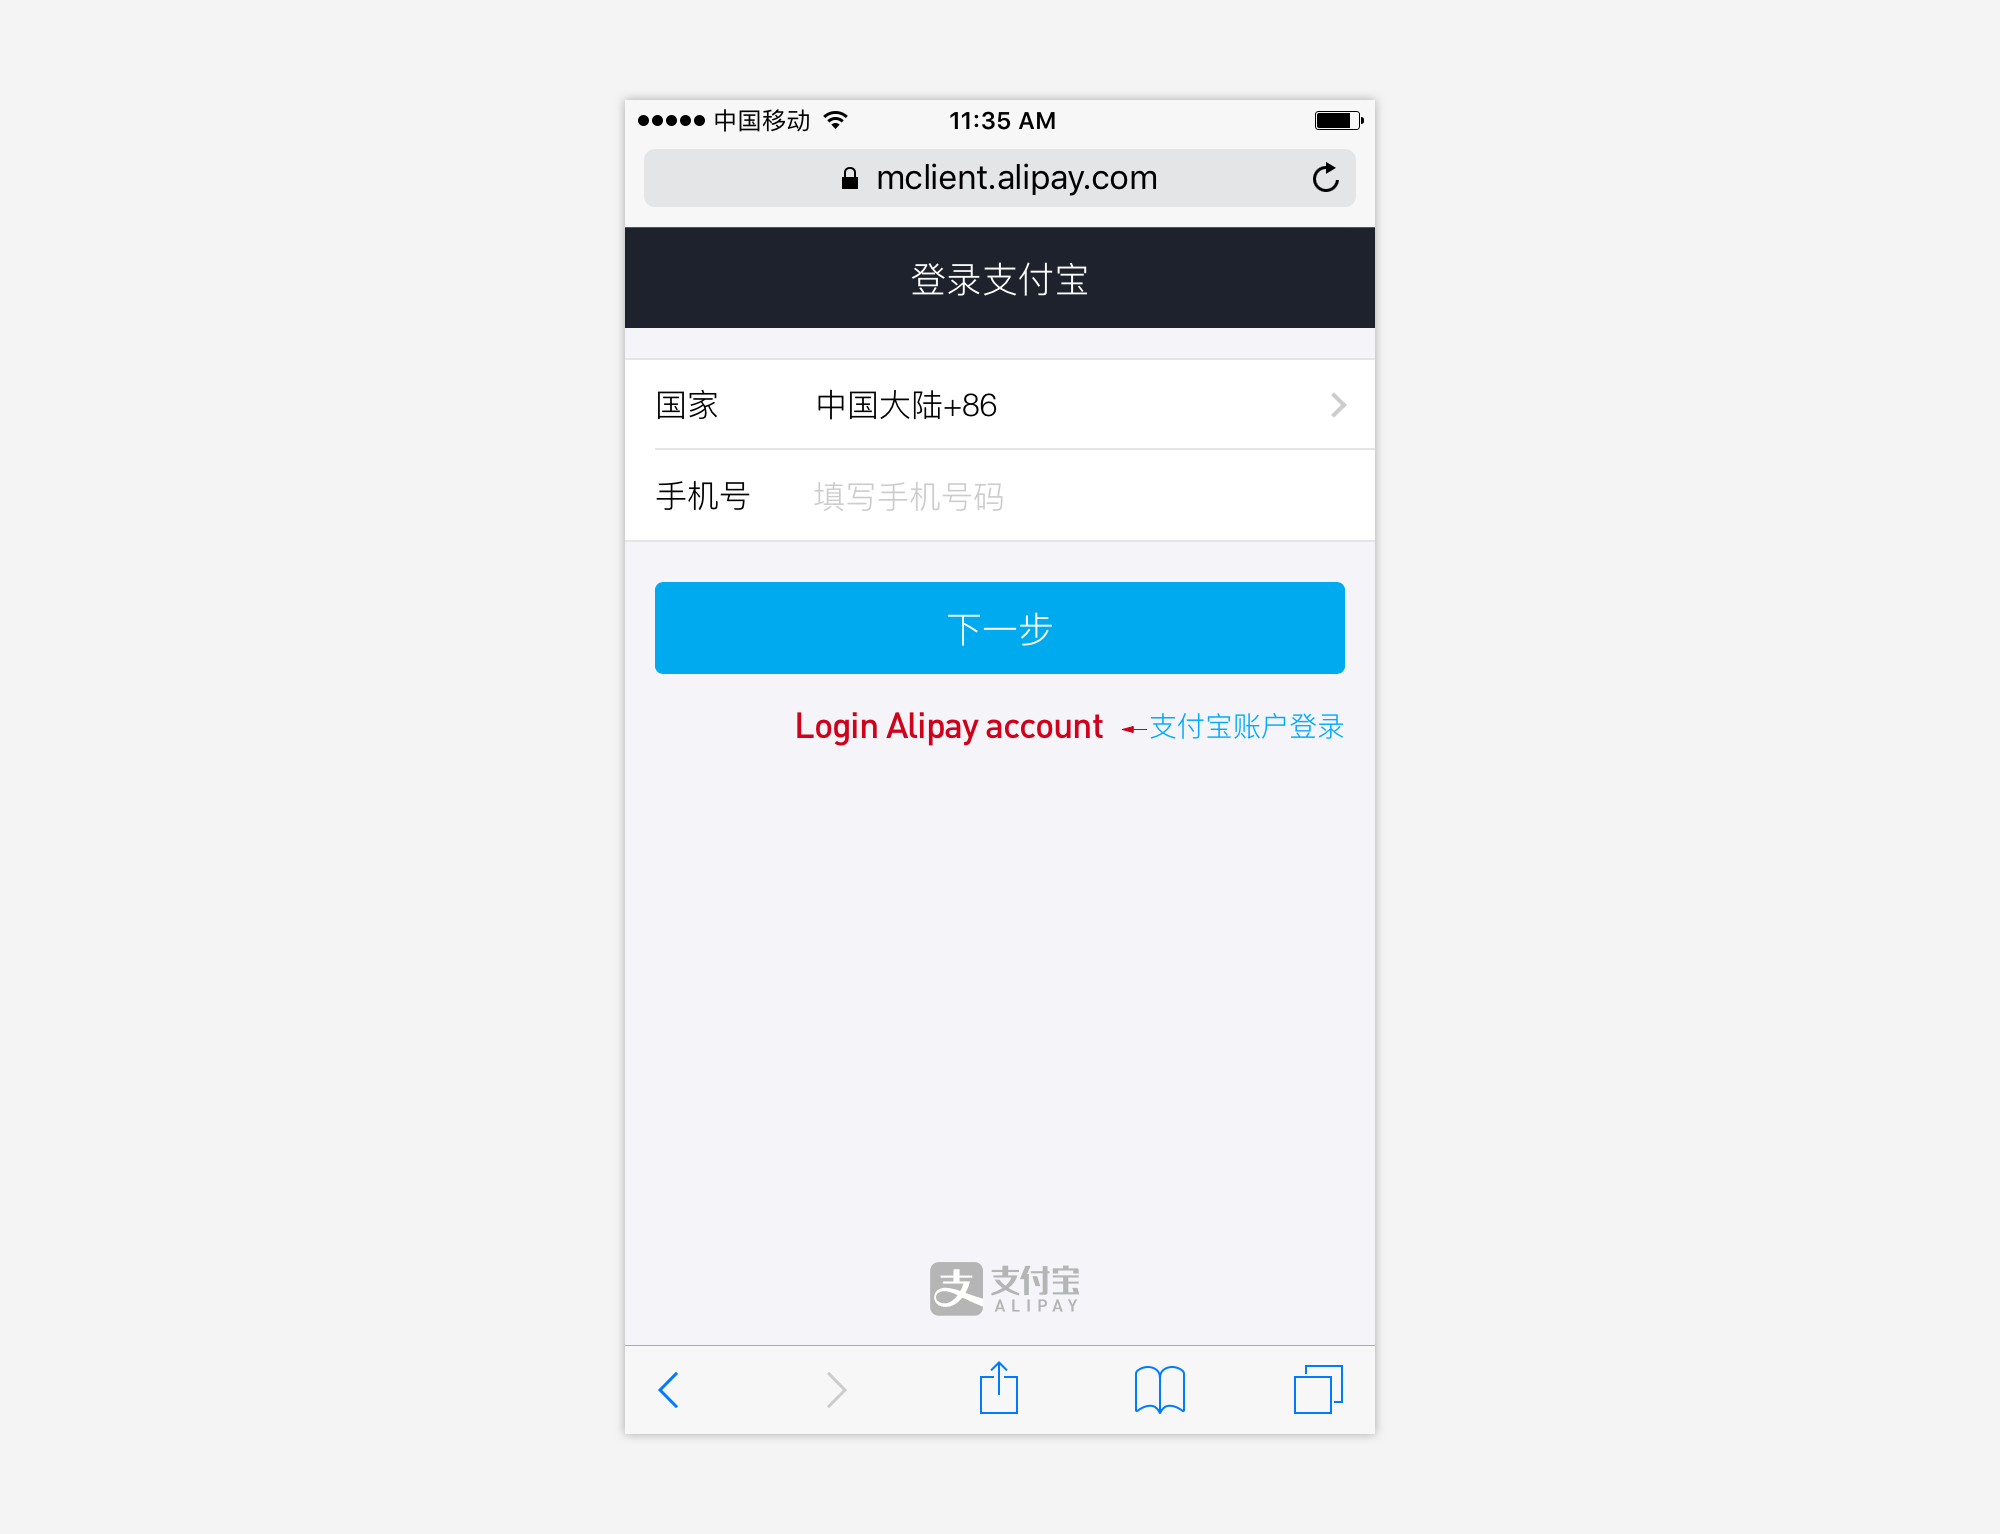 中国移动 11:35 AM
mclient.alipay.com
登录支付宝
国家 中国大陆+86
手机号 填写手机号码
下一步
Login Alipay account 支付宝账户登录
支 支付宝
ALIPAY